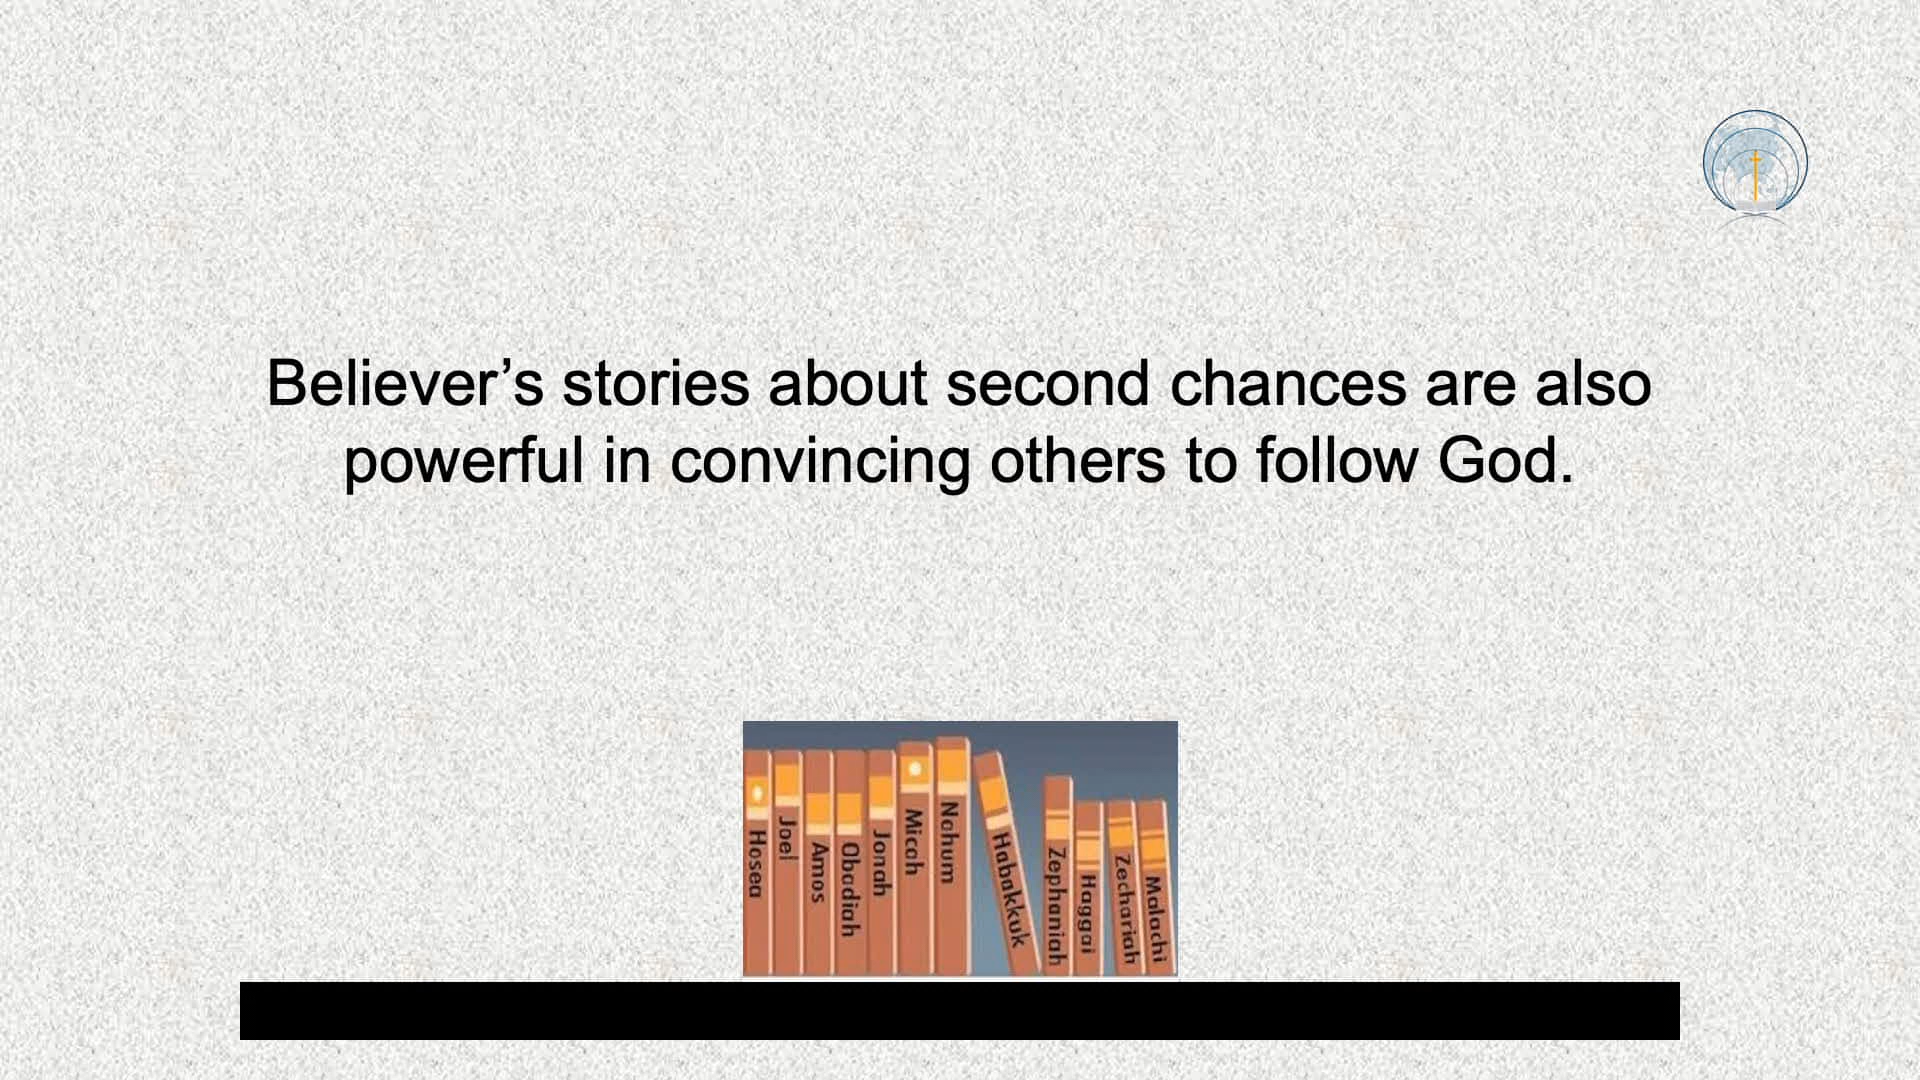 Believer’s stories about second chances are also
powerful in convincing others to follow God.
Hosea
Joel
Amos
Obadiah
Jonah
Micah
Nahum
Habakkuk
Zephaniah
Haggai
Zechariah
Malachi